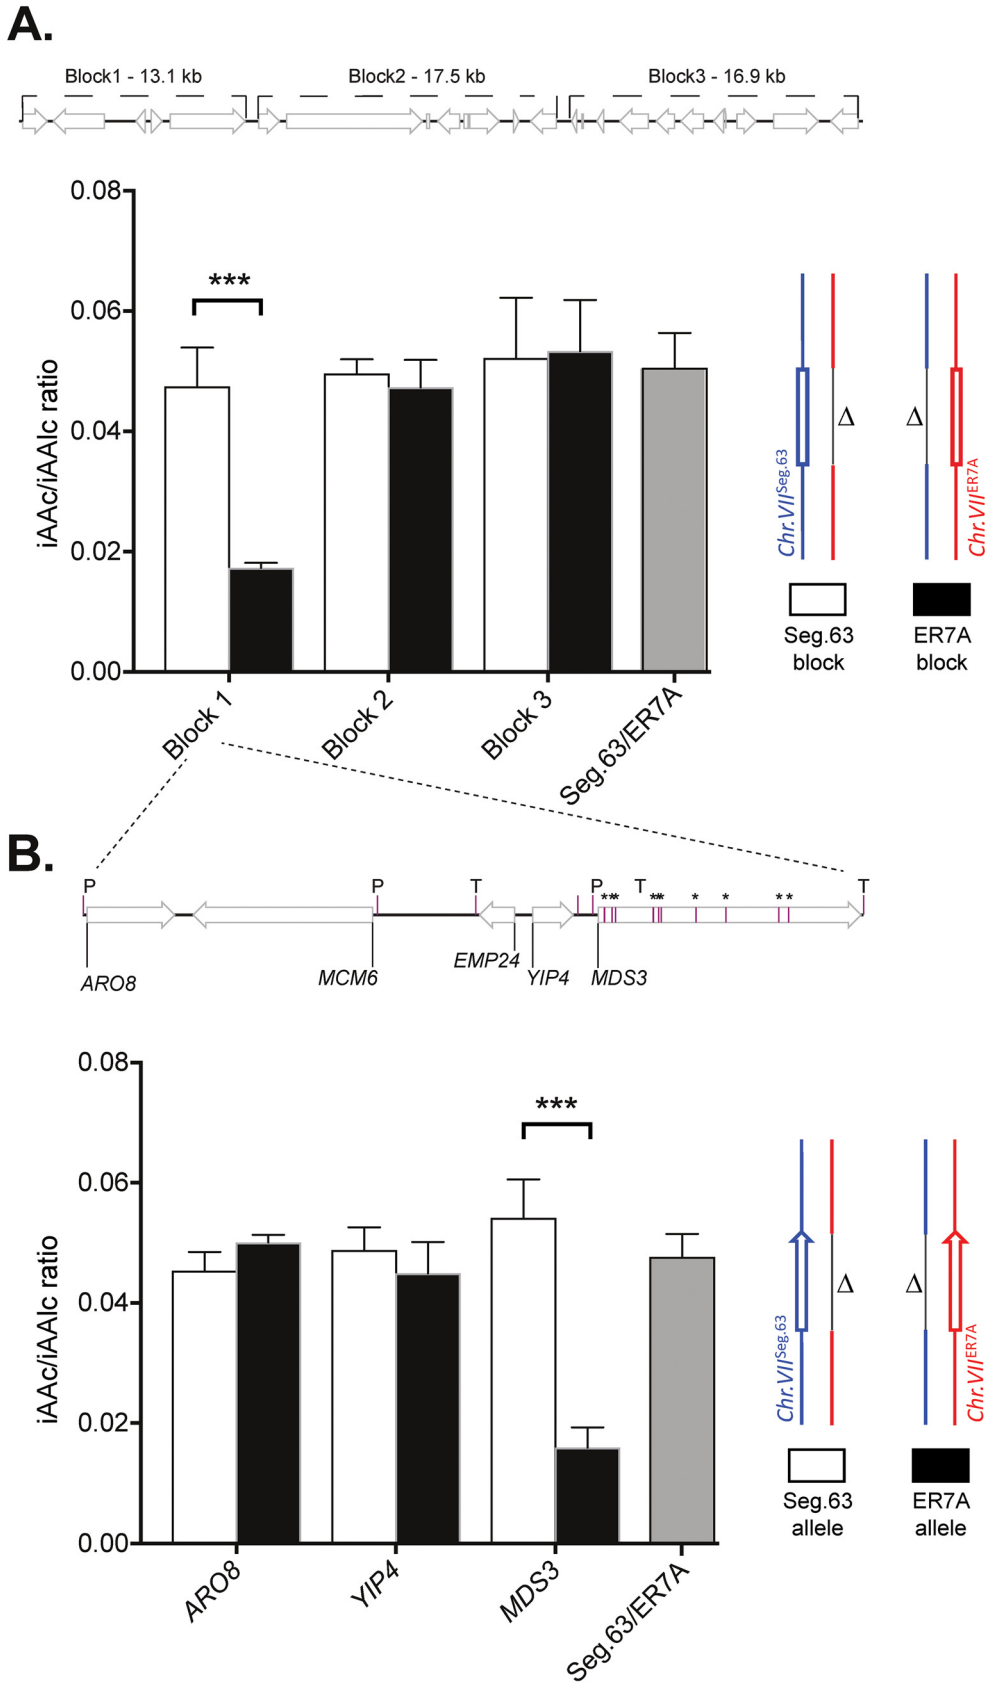 A.
Block1 - 13.1 kb Block2 - 17.5 kb Block3 - 16.9 kb
iAAc/iAAlc ratio
0.08
0.06
0.04
0.02
0.00
***
Block 1
Block 2
Block 3
Seg.63/ER7A
Chr.VII^Seg.63
Δ
Δ
Chr.VII^ER7A
Seg.63
block
ER7A
block
B.
P P T P T T
* ** ** * * * *
ARO8
MCM6
EMP24
YIP4
MDS3
iAAc/iAAlc ratio
0.08
0.06
0.04
0.02
0.00
***
ARO8
YIP4
MDS3
Seg.63/ER7A
Chr.VII^Seg.63
Δ
Δ
Chr.VII^ER7A
Seg.63
allele
ER7A
allele